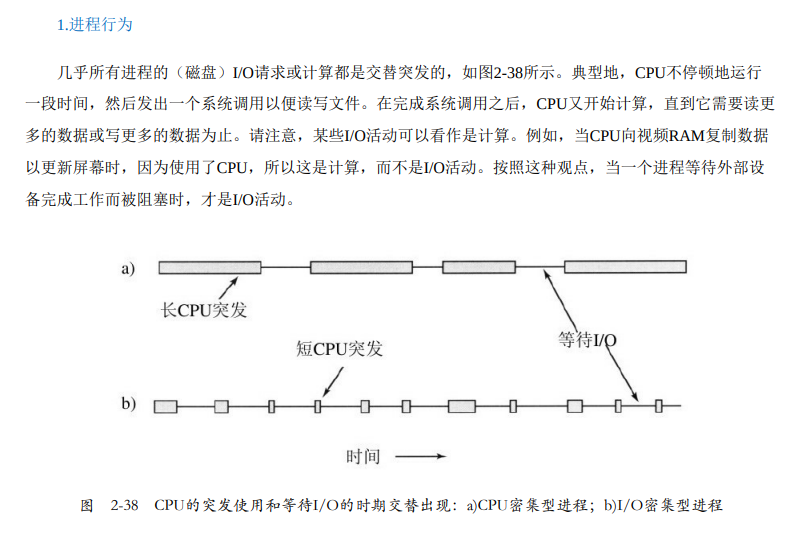 1.进程行为
几乎所有进程的（磁盘）I/O请求或计算都是交替突发的，如图2-38所示。典型地，CPU不停顿地运行
一段时间，然后发出一个系统调用以便读写文件。在完成系统调用之后，CPU又开始计算，直到它需要读更
多的数据或写更多的数据为止。请注意，某些I/O活动可以看作是计算。例如，当CPU向视频RAM复制数据
以更新屏幕时，因为使用了CPU，所以这是计算，而不是I/O活动。按照这种观点，当一个进程等待外部设
备完成工作而被阻塞时，才是I/O活动。
a)
长CPU突发
短CPU突发
等待I/O
b)
时间
图 2-38 CPU的突发使用和等待I/O的时期交替出现：a)CPU密集型进程；b)I/O密集型进程